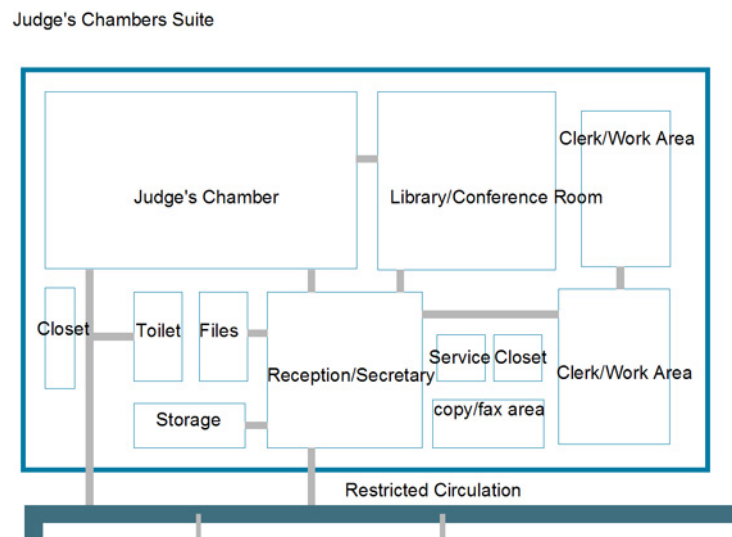 Judge's Chambers Suite
Clerk/Work Area
Judge's Chamber
Library/Conference Room
Closet
Toilet
Files
Service
Closet
Reception/Secretary
Clerk/Work Area
copy/fax area
Storage
Restricted Circulation